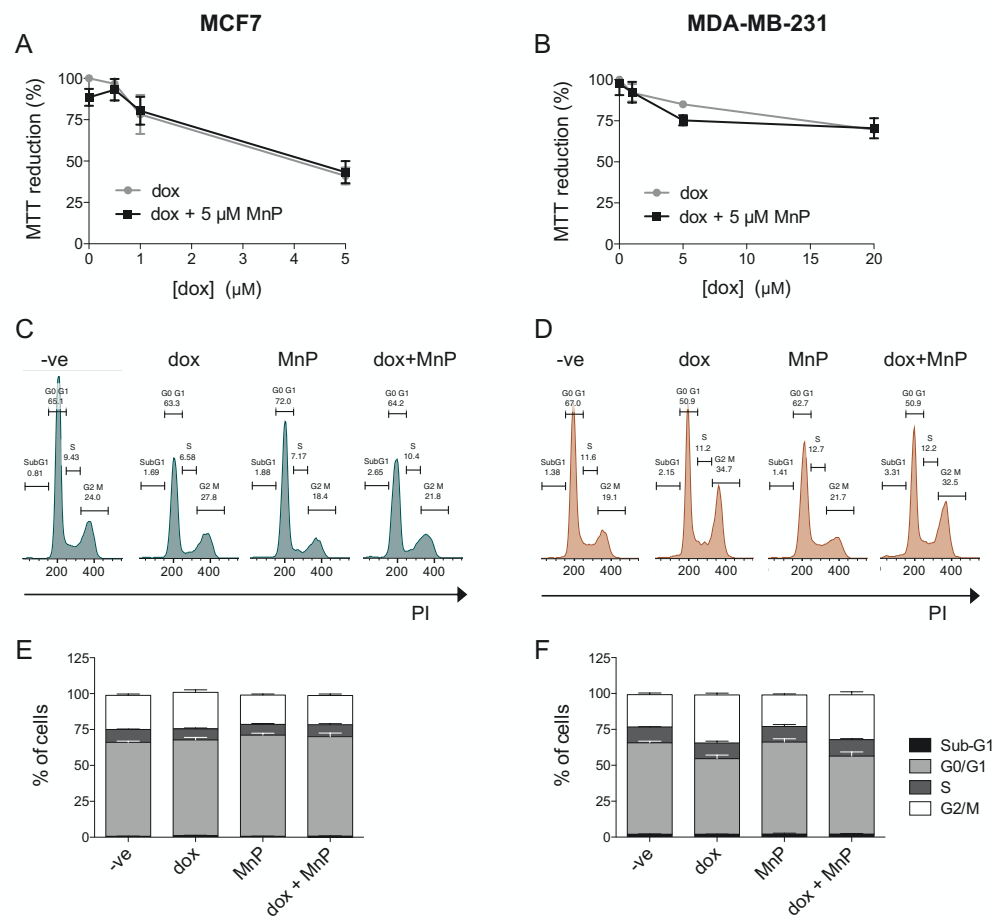 MCF7
MDA-MB-231
A
MTT reduction (%)
100
75
50
25
0
dox
dox + 5 µM MnP
0 1 2 3 4 5
[dox] (µM)
B
MTT reduction (%)
100
75
50
25
0
dox
dox + 5 µM MnP
0 5 10 15 20
[dox] (µM)
C
-ve dox MnP dox+MnP
G0 G1
65.1
S
9.43
SubG1
0.81
G2 M
24.0
200 400
G0 G1
63.3
S
6.58
SubG1
1.69
G2 M
27.8
200 400
G0 G1
72.0
S
7.17
SubG1
1.88
G2 M
18.4
200 400
G0 G1
64.2
S
10.4
SubG1
2.65
G2 M
21.8
200 400
PI
D
-ve dox MnP dox+MnP
G0 G1
67.0
S
11.6
SubG1
1.38
G2 M
19.1
200 400
G0 G1
50.9
S
11.2
SubG1
2.15
G2 M
34.7
200 400
G0 G1
62.7
S
12.7
SubG1
1.41
G2 M
21.7
200 400
G0 G1
50.9
S
12.2
SubG1
3.31
G2 M
32.5
200 400
PI
E
% of cells
125
100
75
50
25
0
-ve
dox
MnP
dox + MnP
F
% of cells
125
100
75
50
25
0
-ve
dox
MnP
dox + MnP
Sub-G1
G0/G1
S
G2/M